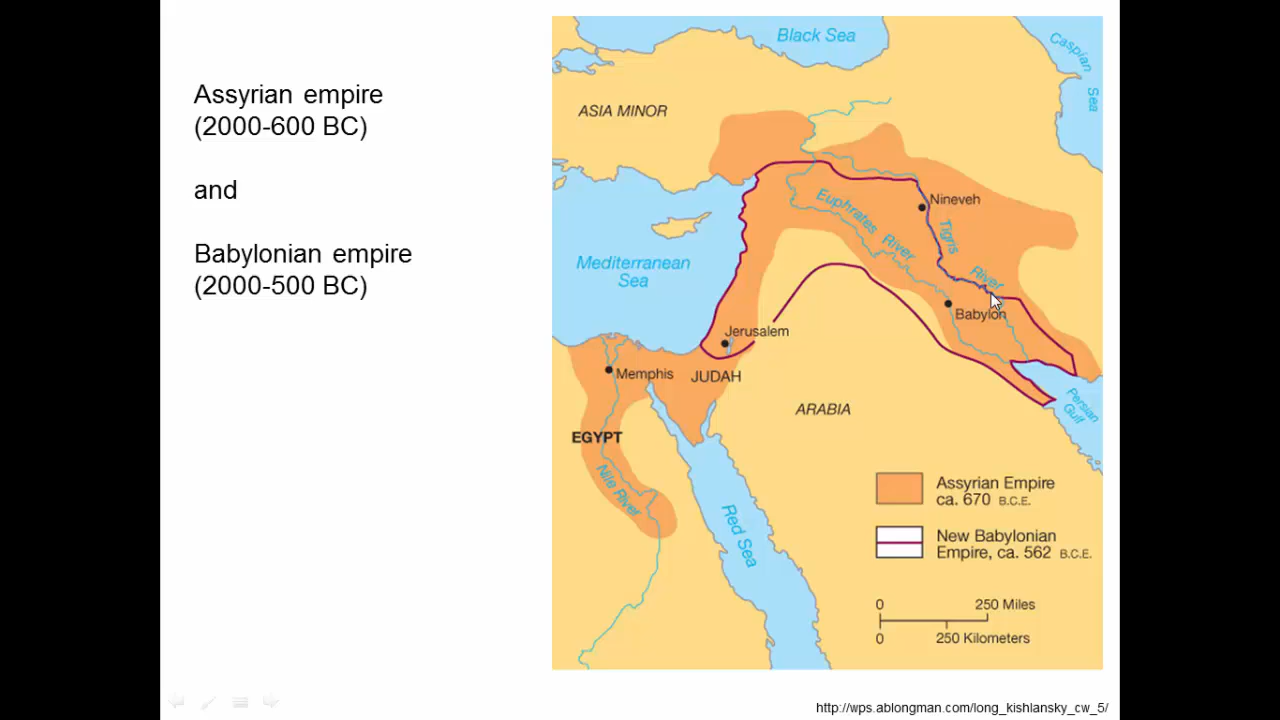 Assyrian empire
(2000-600 BC)
and
Babylonian empire
(2000-500 BC)
Black Sea
Caspian
Sea
ASIA MINOR
Nineveh
Euphrates River
Tigris
River
Mediterranean
Sea
Babylon
Jerusalem
Memphis
JUDAH
ARABIA
Persian
Gulf
EGYPT
Nile River
Red Sea
Assyrian Empire
ca. 670 B.C.E.
New Babylonian
Empire, ca. 562 B.C.E.
0 250 Miles
0 250 Kilometers
http://wps.ablongman.com/long_kishlansky_cw_5/